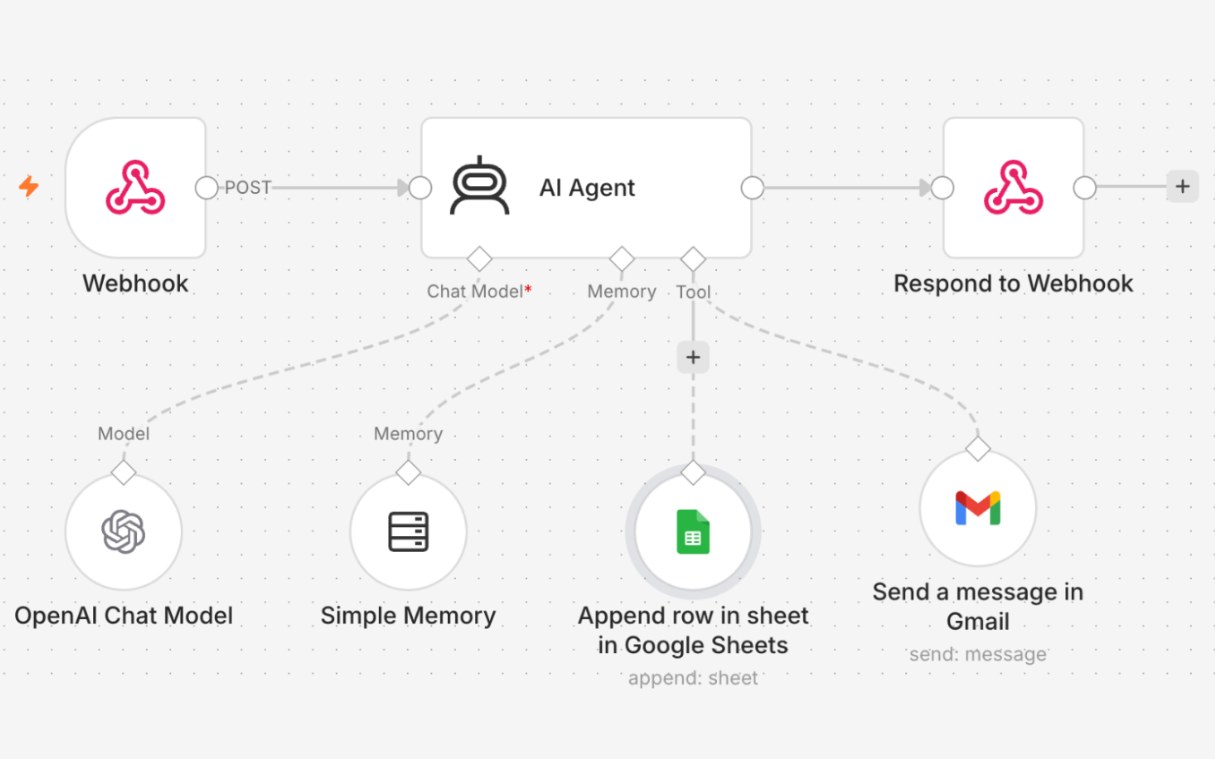 POST
AI Agent
Webhook
Respond to Webhook
Chat Model*
Memory
Tool
+
+
Model
Memory
OpenAI Chat Model
Simple Memory
Append row in sheet
in Google Sheets
append: sheet
Send a message in
Gmail
send: message